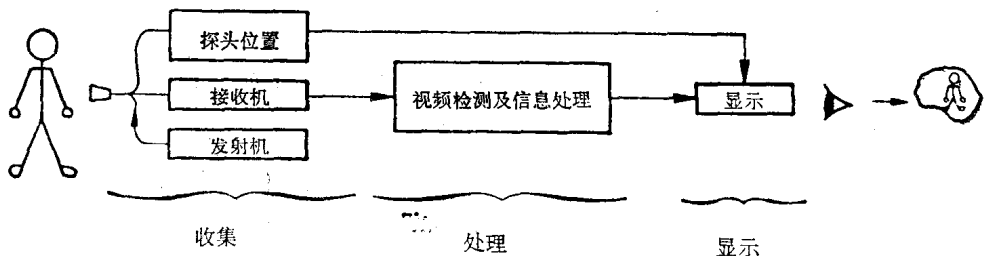 探头位置
接收机
视频检测及信息处理
显示
发射机
收集
处理
显示